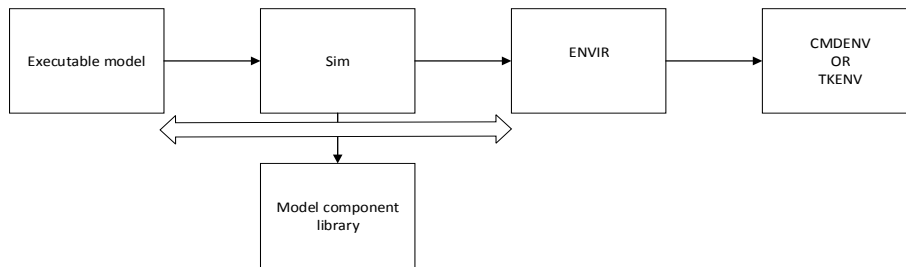 Executable model
Sim
ENVIR
CMDENV
OR
TKENV
Model component
library